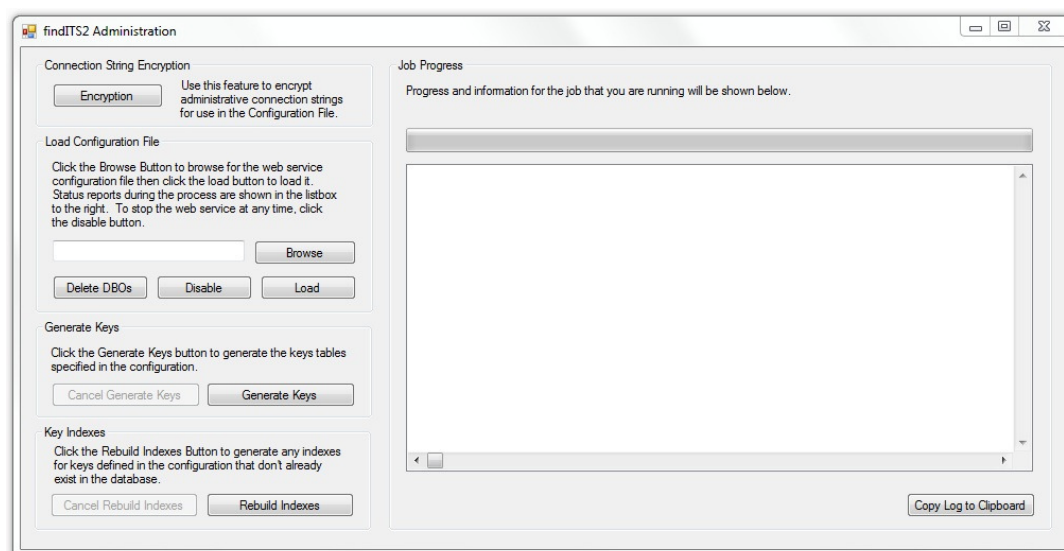 findITS2 Administration
Connection String Encryption
Encryption
Use this feature to encrypt
administrative connection strings
for use in the Configuration File.
Load Configuration File
Click the Browse Button to browse for the web service
configuration file then click the load button to load it.
Status reports during the process are shown in the listbox
to the right. To stop the web service at any time, click
the disable button.
Browse
Delete DBOs
Disable
Load
Generate Keys
Click the Generate Keys button to generate the keys tables
specified in the configuration.
Cancel Generate Keys
Generate Keys
Key Indexes
Click the Rebuild Indexes Button to generate any indexes
for keys defined in the configuration that don't already
exist in the database.
Cancel Rebuild Indexes
Rebuild Indexes
Job Progress
Progress and information for the job that you are running will be shown below.
Copy Log to Clipboard